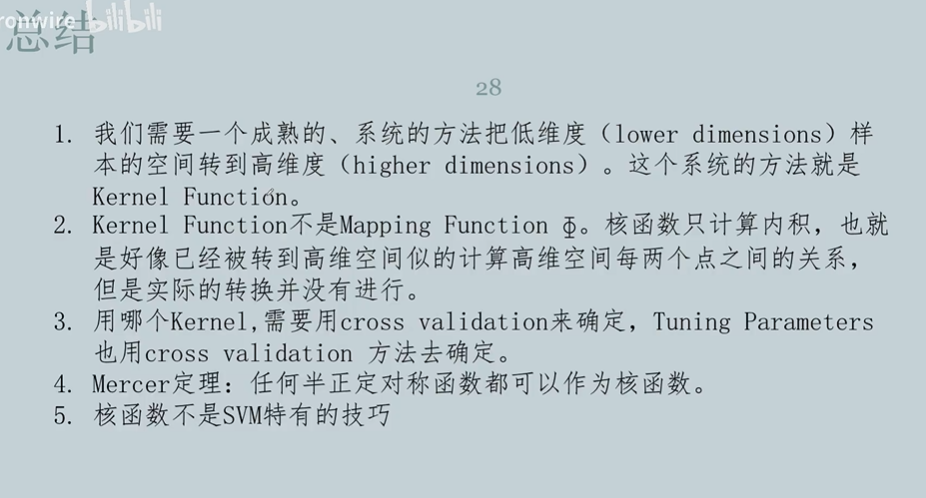 ronwire bilibili
总结
28
1. 我们需要一个成熟的、系统的方法把低维度（lower dimensions）样
本的空间转到高维度（higher dimensions）。这个系统的方法就是
Kernel Function。
2. Kernel Function不是Mapping Function Φ。核函数只计算内积，也就
是好像已经被转到高维空间似的计算高维空间每两个点之间的关系，
但是实际的转换并没有进行。
3. 用哪个Kernel,需要用cross validation来确定，Tuning Parameters
也用cross validation 方法去确定。
4. Mercer定理：任何半正定对称函数都可以作为核函数。
5. 核函数不是SVM特有的技巧